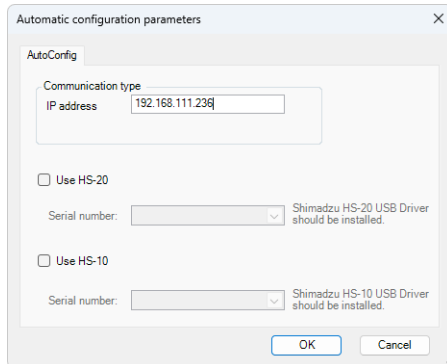 Automatic configuration parameters
AutoConfig
Communication type
IP address
192.168.111.236
Use HS-20
Serial number:
Shimadzu HS-20 USB Driver
should be installed.
Use HS-10
Serial number:
Shimadzu HS-10 USB Driver
should be installed.
OK
Cancel